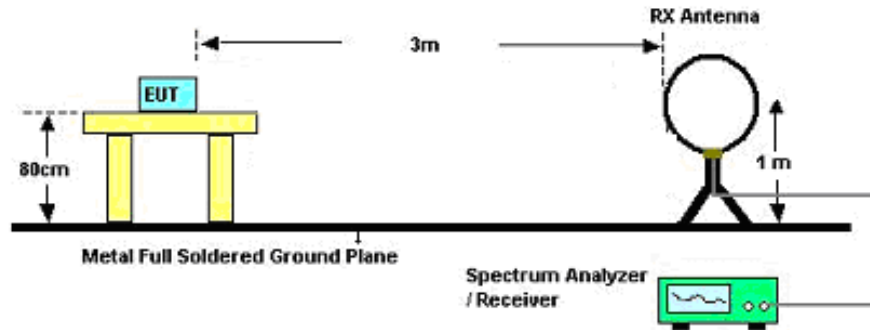 RX Antenna
3m
EUT
80cm
1 m
Metal Full Soldered Ground Plane
Spectrum Analyzer
/ Receiver